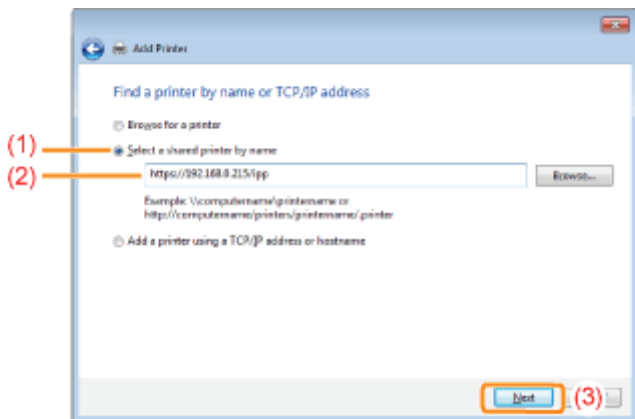 Add Printer
Find a printer by name or TCP/IP address
Browse for a printer
(1) Select a shared printer by name
(2) https://192.168.0.215/ipp Browse...
Example: \\computername\printername or
http://computername/printers/printername/.printer
Add a printer using a TCP/IP address or hostname
Next (3)